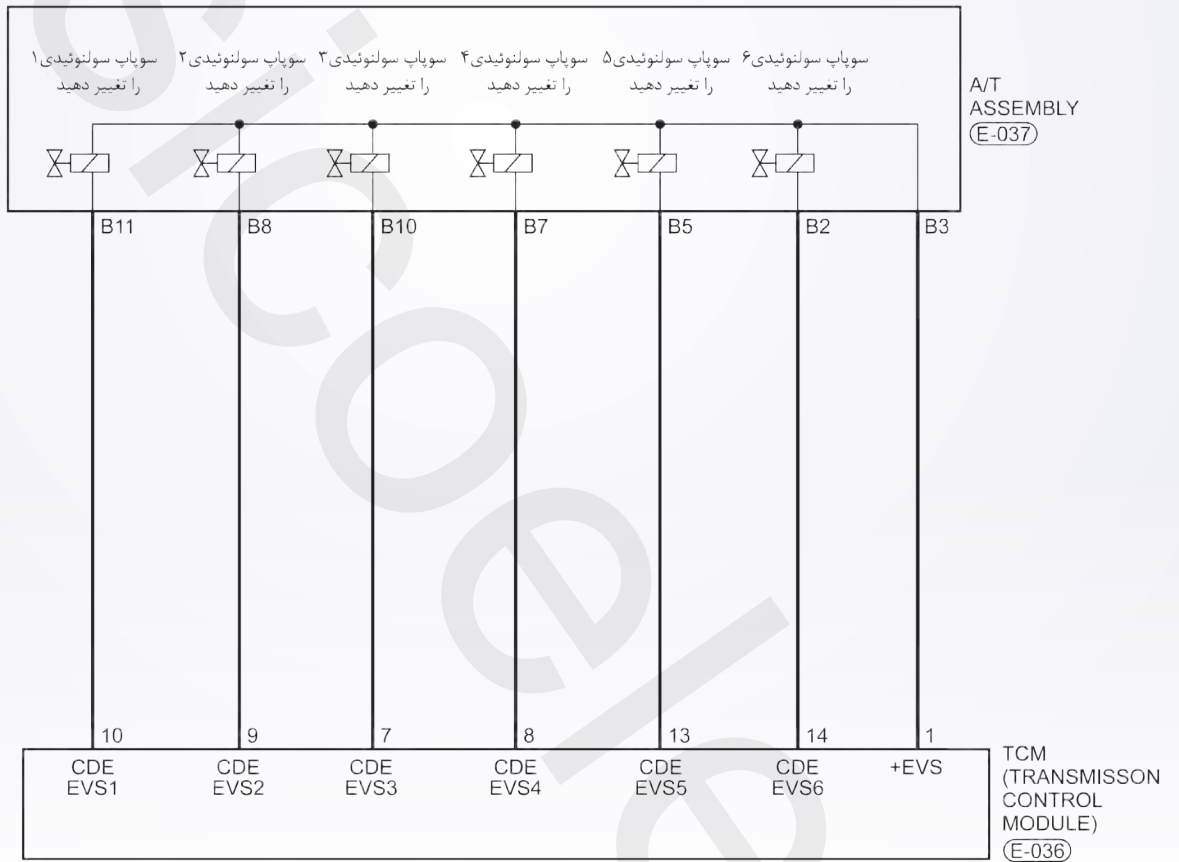 سوپاپ سولنوئیدی۱ را تغییر دهید
سوپاپ سولنوئیدی۲ را تغییر دهید
سوپاپ سولنوئیدی۳ را تغییر دهید
سوپاپ سولنوئیدی۴ را تغییر دهید
سوپاپ سولنوئیدی۵ را تغییر دهید
سوپاپ سولنوئیدی۶ را تغییر دهید
A/T
ASSEMBLY
E-037
B11 B8 B10 B7 B5 B2 B3
10 9 7 8 13 14 1
CDE EVS1
CDE EVS2
CDE EVS3
CDE EVS4
CDE EVS5
CDE EVS6
+EVS
TCM
(TRANSMISSON
CONTROL
MODULE)
E-036